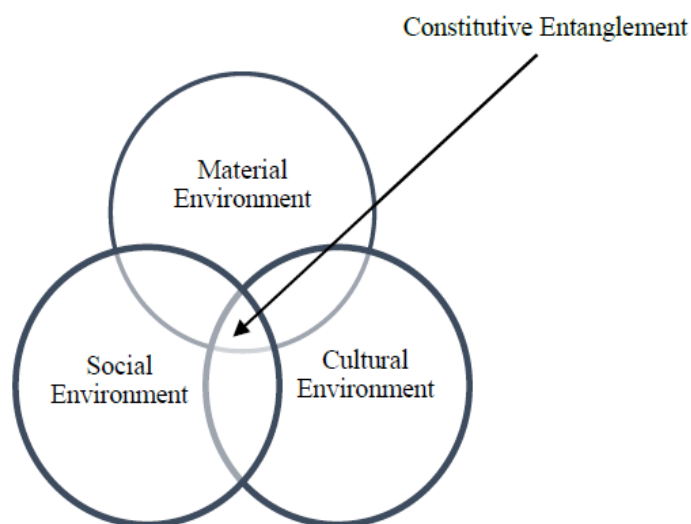 Constitutive Entanglement
Material
Environment
Social
Environment
Cultural
Environment